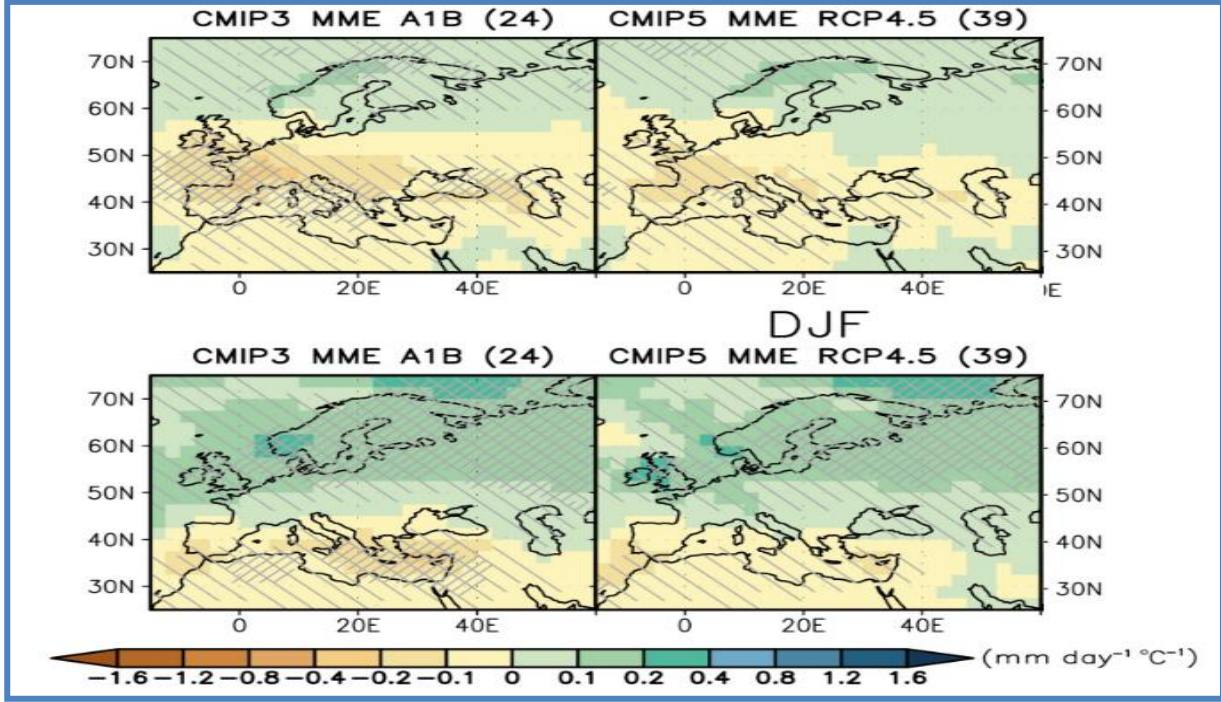 CMIP3 MME A1B (24) CMIP5 MME RCP4.5 (39)
70N 70N
60N 60N
50N 50N
40N 40N
30N 30N
0 20E 40E 0 20E 40E 0E
DJF
CMIP3 MME A1B (24) CMIP5 MME RCP4.5 (39)
70N 70N
60N 60N
50N 50N
40N 40N
30N 30N
0 20E 40E 0 20E 40E
-1.6 -1.2 -0.8 -0.4 -0.2 -0.1 0 0.1 0.2 0.4 0.8 1.2 1.6 (mm day⁻¹ °C⁻¹)